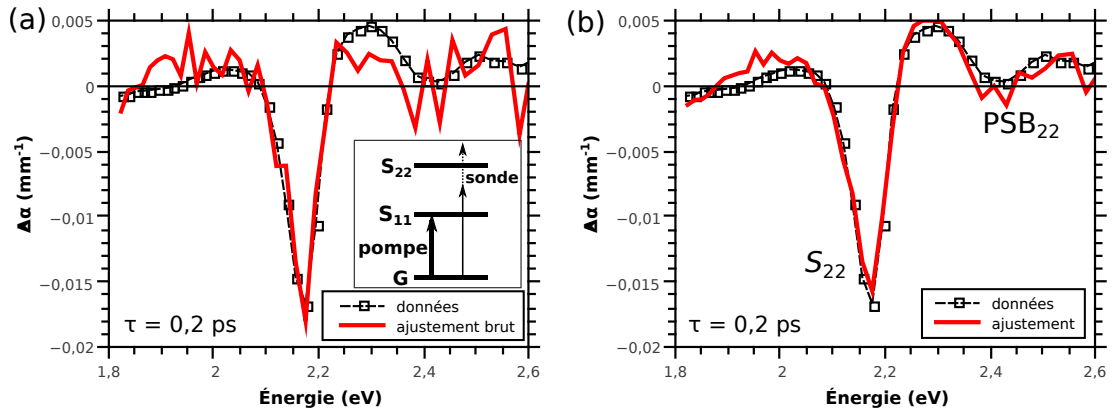 (a)
0,005
0
−0,005
−0,01
−0,015
−0,02
Δα (mm⁻¹)
S₂₂
sonde
S₁₁
pompe
G
τ = 0,2 ps
données
ajustement brut
1,8
2
2,2
2,4
2,6
Énergie (eV)
(b)
0,005
0
−0,005
−0,01
−0,015
−0,02
Δα (mm⁻¹)
PSB₂₂
S₂₂
τ = 0,2 ps
données
ajustement
1,8
2
2,2
2,4
2,6
Énergie (eV)